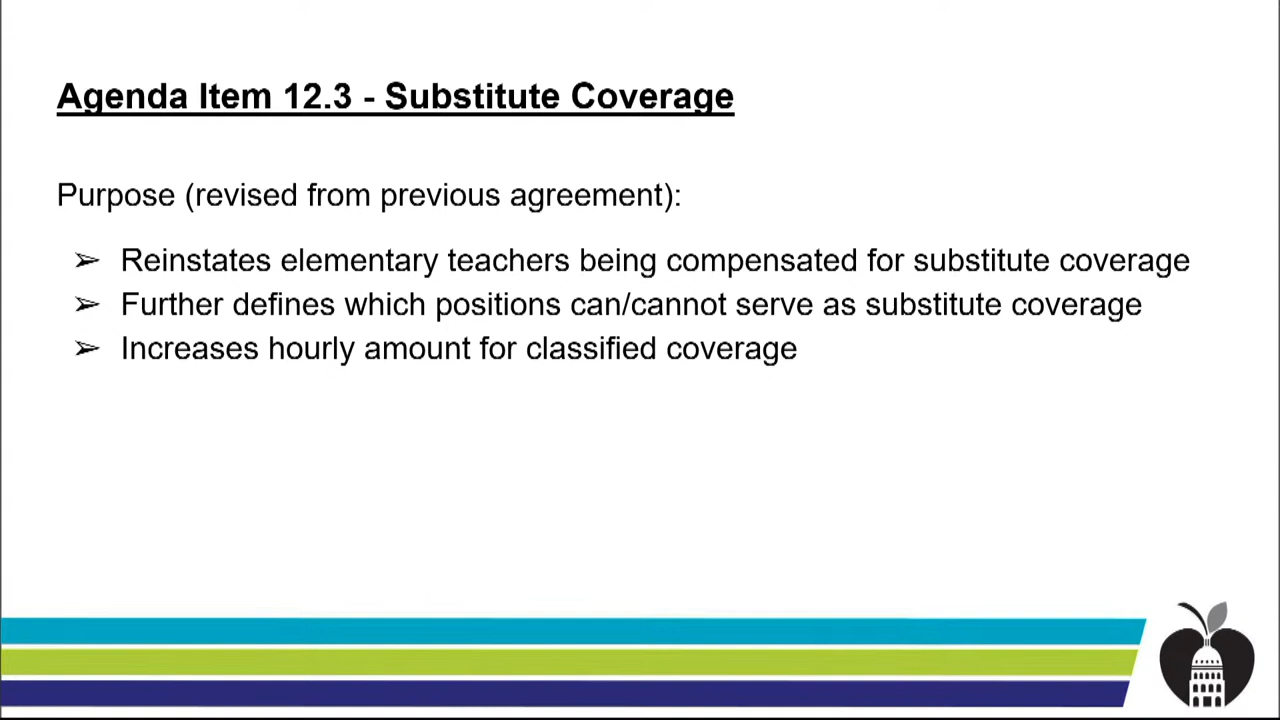 Agenda Item 12.3 - Substitute Coverage
Purpose (revised from previous agreement):
➢ Reinstates elementary teachers being compensated for substitute coverage
➢ Further defines which positions can/cannot serve as substitute coverage
➢ Increases hourly amount for classified coverage